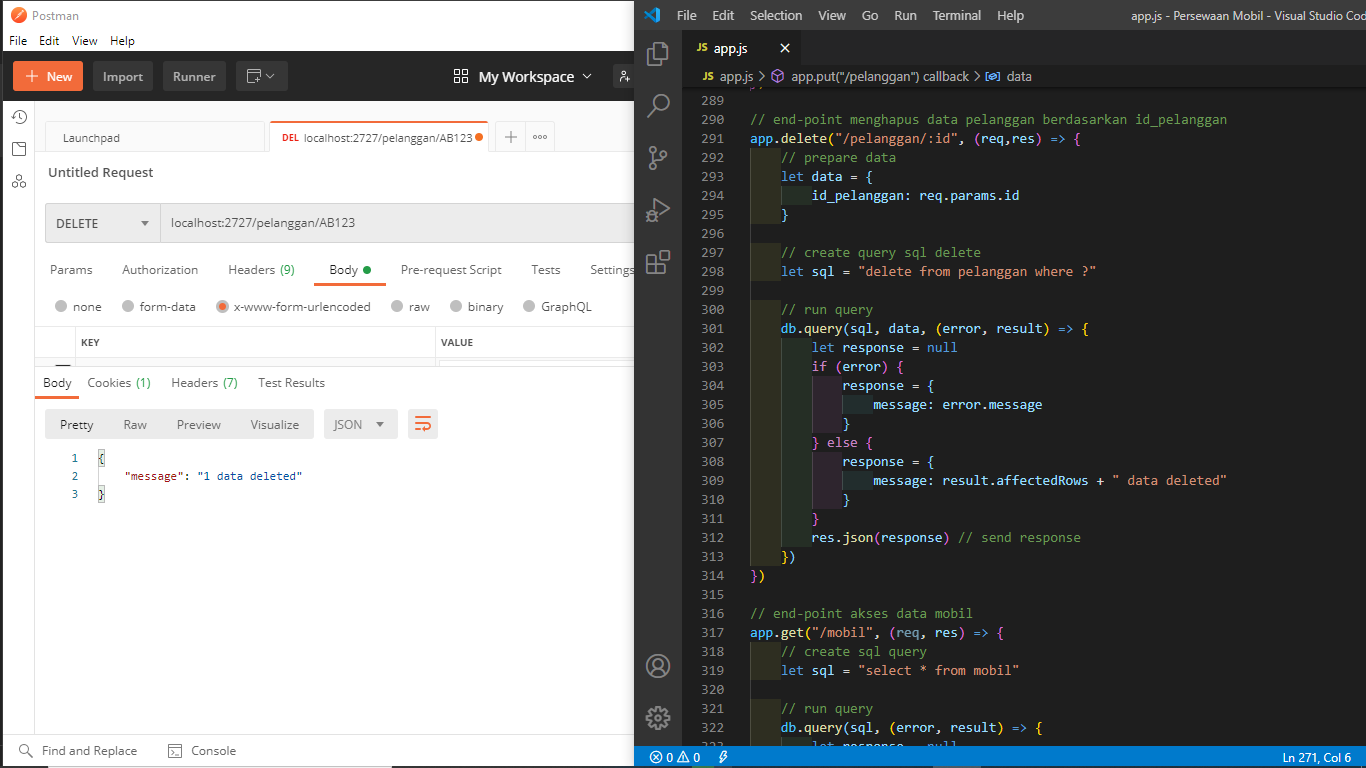 Postman
File Edit View Help
New Import Runner My Workspace
Launchpad DEL localhost:2727/pelanggan/AB123
Untitled Request
DELETE localhost:2727/pelanggan/AB123
Params Authorization Headers (9) Body Pre-request Script Tests Settings
none form-data x-www-form-urlencoded raw binary GraphQL
KEY VALUE
Body Cookies (1) Headers (7) Test Results
Pretty Raw Preview Visualize JSON
1 {
2 "message": "1 data deleted"
3 }
Find and Replace Console
File Edit Selection View Go Run Terminal Help app.js - Persewaan Mobil - Visual Studio Cod
JS app.js
JS app.js > app.put("/pelanggan") callback > data
289
290 // end-point menghapus data pelanggan berdasarkan id_pelanggan
291 app.delete("/pelanggan/:id", (req,res) => {
292 // prepare data
293 let data = {
294 id_pelanggan: req.params.id
295 }
296
297 // create query sql delete
298 let sql = "delete from pelanggan where ?"
299
300 // run query
301 db.query(sql, data, (error, result) => {
302 let response = null
303 if (error) {
304 response = {
305 message: error.message
306 }
307 } else {
308 response = {
309 message: result.affectedRows + " data deleted"
310 }
311 }
312 res.json(response) // send response
313 })
314 })
315
316 // end-point akses data mobil
317 app.get("/mobil", (req, res) => {
318 // create sql query
319 let sql = "select * from mobil"
320
321 // run query
322 db.query(sql, (error, result) => {
0 0 Ln 271, Col 6